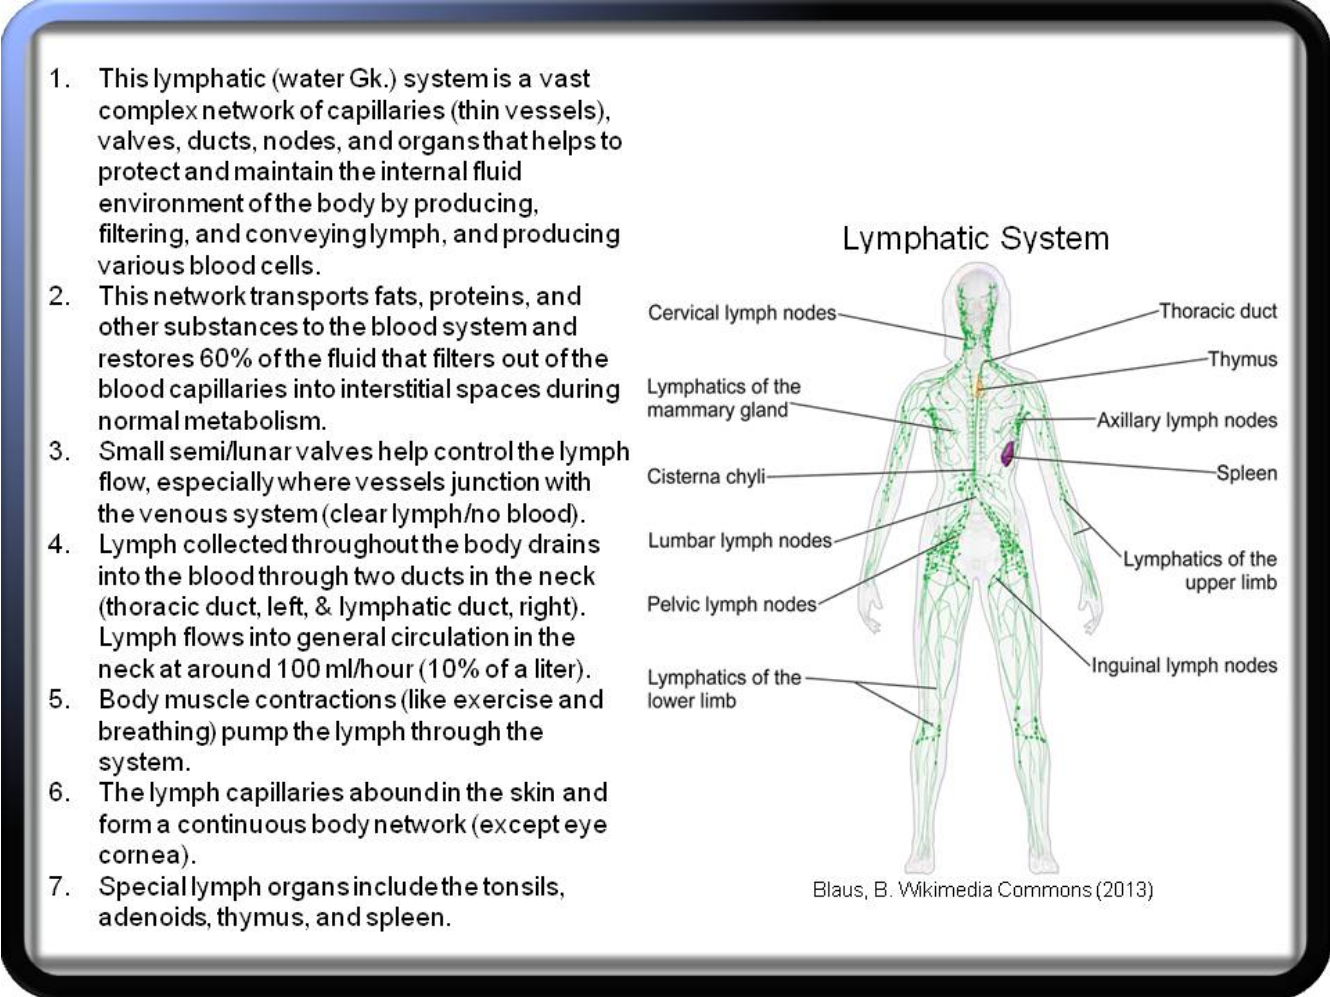 1. This lymphatic (water Gk.) system is a vast
complex network of capillaries (thin vessels),
valves, ducts, nodes, and organs that helps to
protect and maintain the internal fluid
environment of the body by producing,
filtering, and conveying lymph, and producing
various blood cells.
2. This network transports fats, proteins, and
other substances to the blood system and
restores 60% of the fluid that filters out of the
blood capillaries into interstitial spaces during
normal metabolism.
3. Small semi/lunar valves help control the lymph
flow, especially where vessels junction with
the venous system (clear lymph/no blood).
4. Lymph collected throughout the body drains
into the blood through two ducts in the neck
(thoracic duct, left, & lymphatic duct, right).
Lymph flows into general circulation in the
neck at around 100 ml/hour (10% of a liter).
5. Body muscle contractions (like exercise and
breathing) pump the lymph through the
system.
6. The lymph capillaries abound in the skin and
form a continuous body network (except eye
cornea).
7. Special lymph organs include the tonsils,
adenoids, thymus, and spleen.
Lymphatic System
Cervical lymph nodes
Lymphatics of the
mammary gland
Cisterna chyli
Lumbar lymph nodes
Pelvic lymph nodes
Lymphatics of the
lower limb
Thoracic duct
Thymus
Axillary lymph nodes
Spleen
Lymphatics of the
upper limb
Inguinal lymph nodes
Blaus, B. Wikimedia Commons (2013)